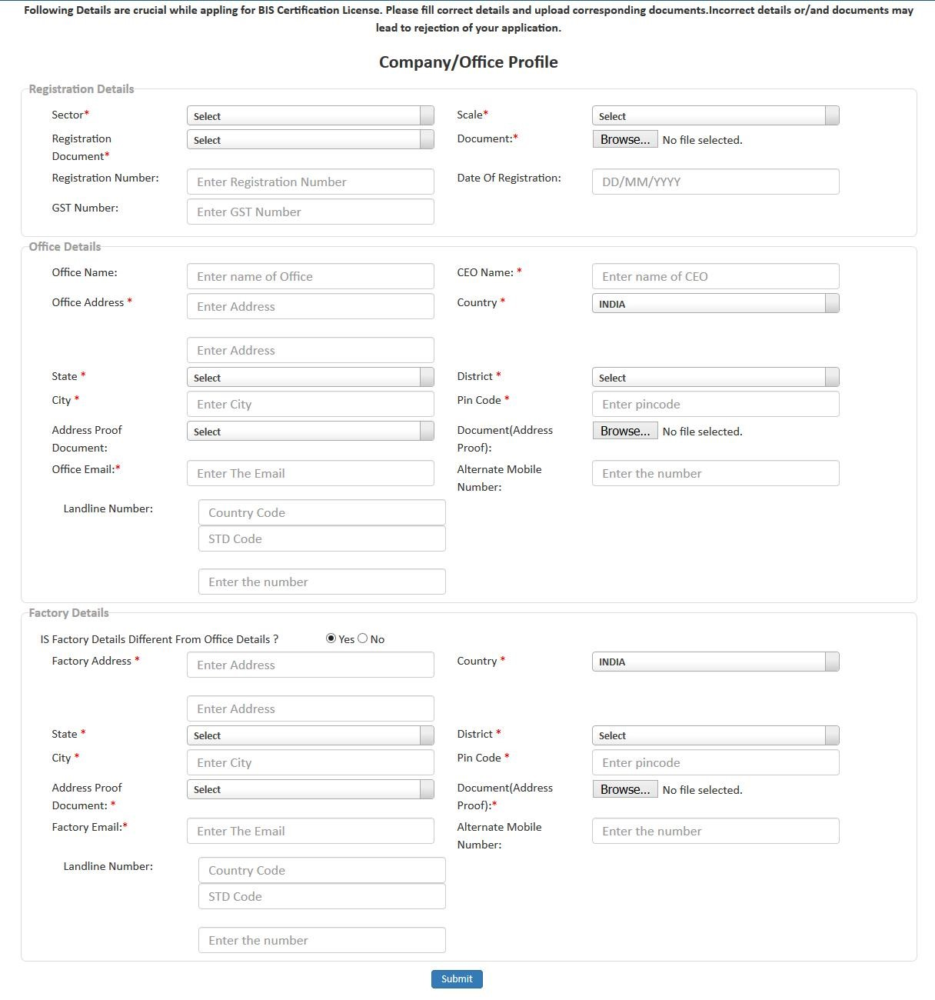 Following Details are crucial while appling for BIS Certification License. Please fill correct details and upload corresponding documents.Incorrect details or/and documents may
lead to rejection of your application.
Company/Office Profile
Registration Details
Sector* Select Scale* Select
Registration Document* Select Document:* Browse... No file selected.
Registration Number: Enter Registration Number Date Of Registration: DD/MM/YYYY
GST Number: Enter GST Number
Office Details
Office Name: Enter name of Office CEO Name: * Enter name of CEO
Office Address * Enter Address Country * INDIA
Enter Address
State * Select District * Select
City * Enter City Pin Code * Enter pincode
Address Proof Document: Select Document(Address Proof): Browse... No file selected.
Office Email:* Enter The Email Alternate Mobile Number: Enter the number
Landline Number: Country Code
STD Code
Enter the number
Factory Details
IS Factory Details Different From Office Details ? Yes No
Factory Address * Enter Address Country * INDIA
Enter Address
State * Select District * Select
City * Enter City Pin Code * Enter pincode
Address Proof Document: * Select Document(Address Proof):* Browse... No file selected.
Factory Email:* Enter The Email Alternate Mobile Number: Enter the number
Landline Number: Country Code
STD Code
Enter the number
Submit